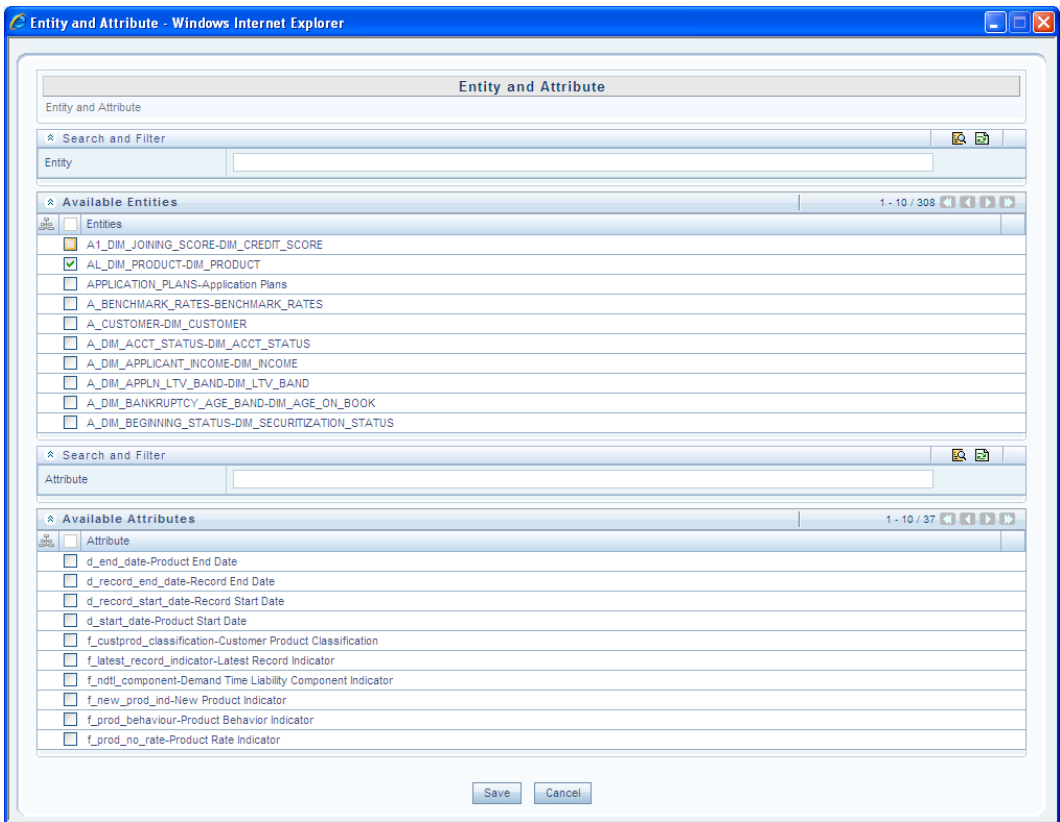 Entity and Attribute - Windows Internet Explorer
Entity and Attribute
Entity and Attribute
Search and Filter
Entity
Available Entities 1 - 10 / 308
Entities
A1_DIM_JOINING_SCORE-DIM_CREDIT_SCORE
AL_DIM_PRODUCT-DIM_PRODUCT
APPLICATION_PLANS-Application Plans
A_BENCHMARK_RATES-BENCHMARK_RATES
A_CUSTOMER-DIM_CUSTOMER
A_DIM_ACCT_STATUS-DIM_ACCT_STATUS
A_DIM_APPLICANT_INCOME-DIM_INCOME
A_DIM_APPLN_LTV_BAND-DIM_LTV_BAND
A_DIM_BANKRUPTCY_AGE_BAND-DIM_AGE_ON_BOOK
A_DIM_BEGINNING_STATUS-DIM_SECURITIZATION_STATUS
Search and Filter
Attribute
Available Attributes 1 - 10 / 37
Attribute
d_end_date-Product End Date
d_record_end_date-Record End Date
d_record_start_date-Record Start Date
d_start_date-Product Start Date
f_custprod_classification-Customer Product Classification
f_latest_record_indicator-Latest Record Indicator
f_ndtl_component-Demand Time Liability Component Indicator
f_new_prod_ind-New Product Indicator
f_prod_behaviour-Product Behavior Indicator
f_prod_no_rate-Product Rate Indicator
Save Cancel